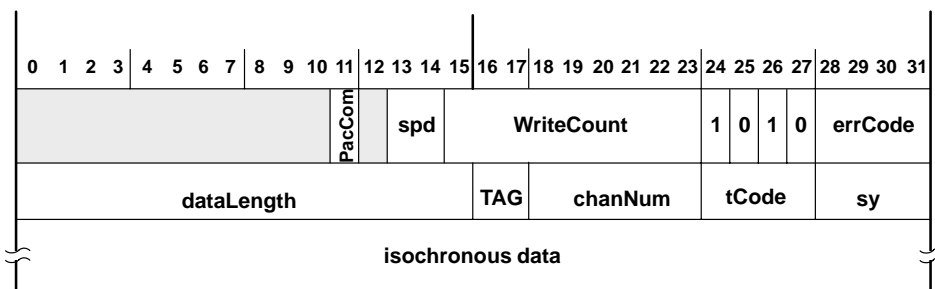 0 1 2 3 4 5 6 7 8 9 10 11 12 13 14 15 16 17 18 19 20 21 22 23 24 25 26 27 28 29 30 31
PacCom spd WriteCount 1 0 1 0 errCode
dataLength TAG chanNum tCode sy
isochronous data